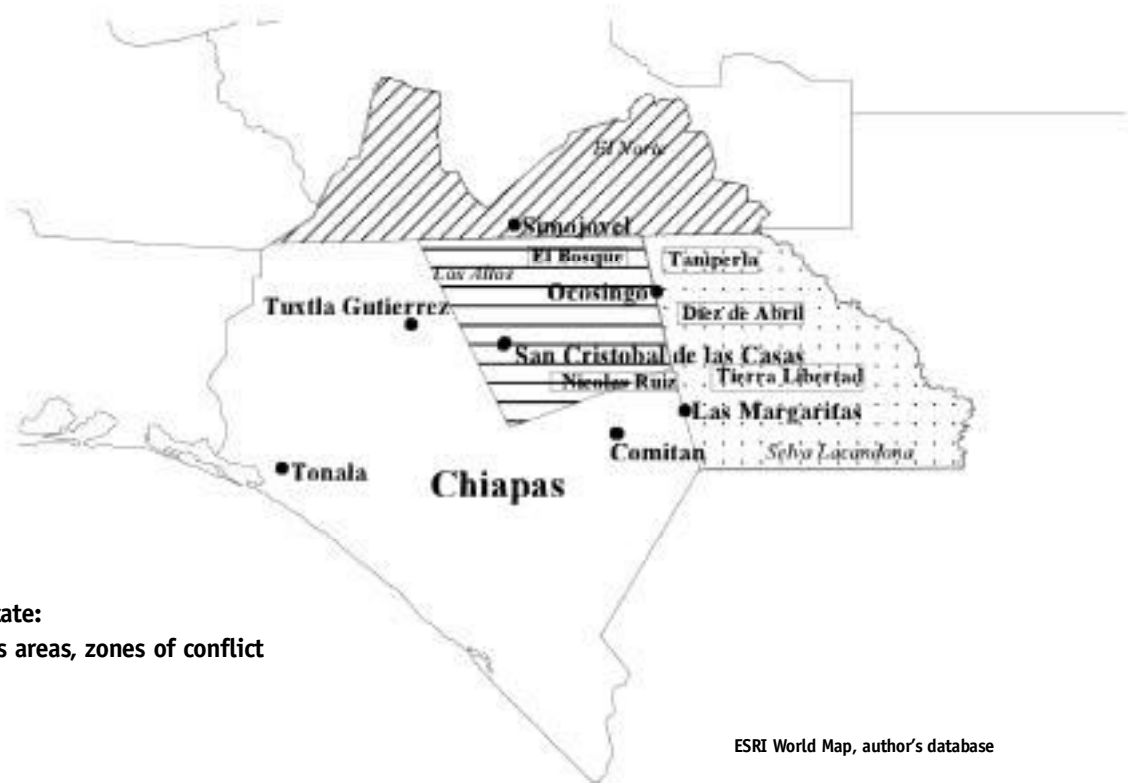 El Norte
Simojovel
El Bosque
Taniperla
Los Altos
Ocosingo
Tuxtla Gutierrez
Diez de Abril
San Cristobal de las Casas
Nicolas Ruiz
Tierra Libertad
Las Margaritas
Comitan
Selva Lacandona
Tonala
Chiapas
ate:
s areas, zones of conflict
ESRI World Map, author's database